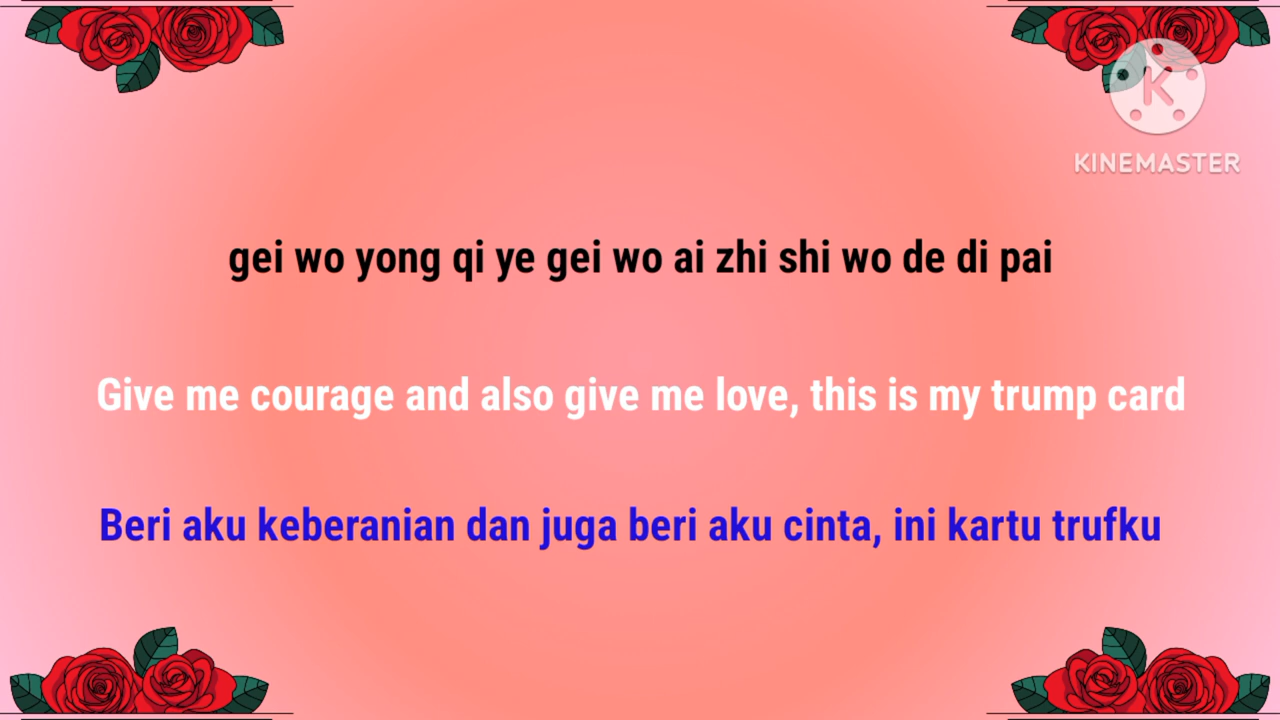 KINEMASTER
gei wo yong qi ye gei wo ai zhi shi wo de di pai
Give me courage and also give me love, this is my trump card
Beri aku keberanian dan juga beri aku cinta, ini kartu trufku